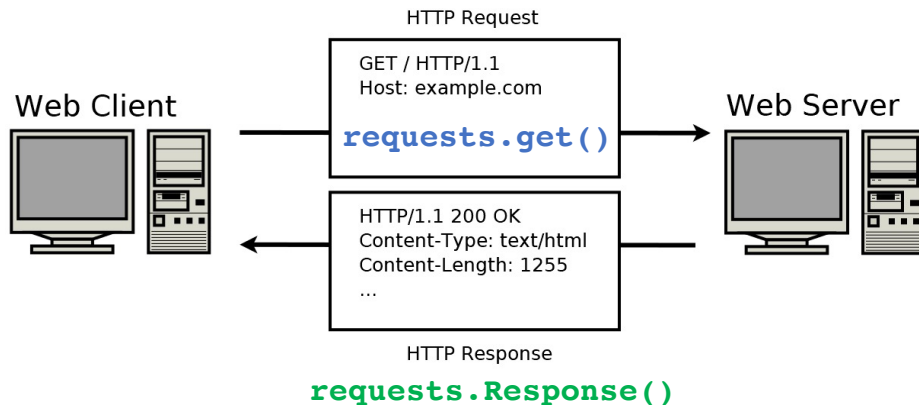 HTTP Request
GET / HTTP/1.1
Host: example.com
requests.get()
Web Client
Web Server
HTTP/1.1 200 OK
Content-Type: text/html
Content-Length: 1255
...
HTTP Response
requests.Response()